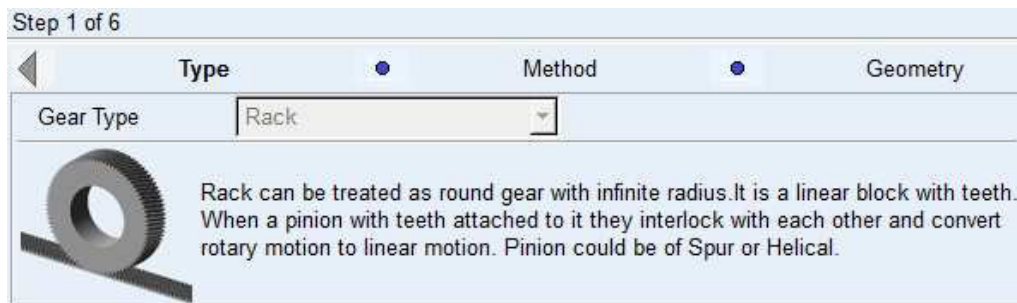 Step 1 of 6
Type Method Geometry
Gear Type Rack
Rack can be treated as round gear with infinite radius.It is a linear block with teeth.
When a pinion with teeth attached to it they interlock with each other and convert
rotary motion to linear motion. Pinion could be of Spur or Helical.